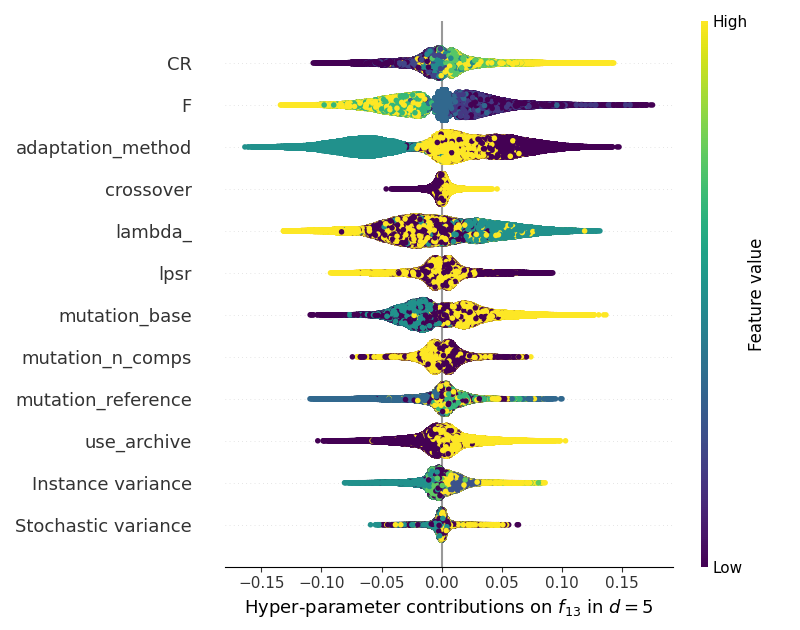 High
CR
F
adaptation_method
crossover
lambda_
lpsr
mutation_base
mutation_n_comps
mutation_reference
use_archive
Instance variance
Stochastic variance
Feature value
Low
−0.15 −0.10 −0.05 0.00 0.05 0.10 0.15
Hyper-parameter contributions on $f_{13}$ in $d = 5$